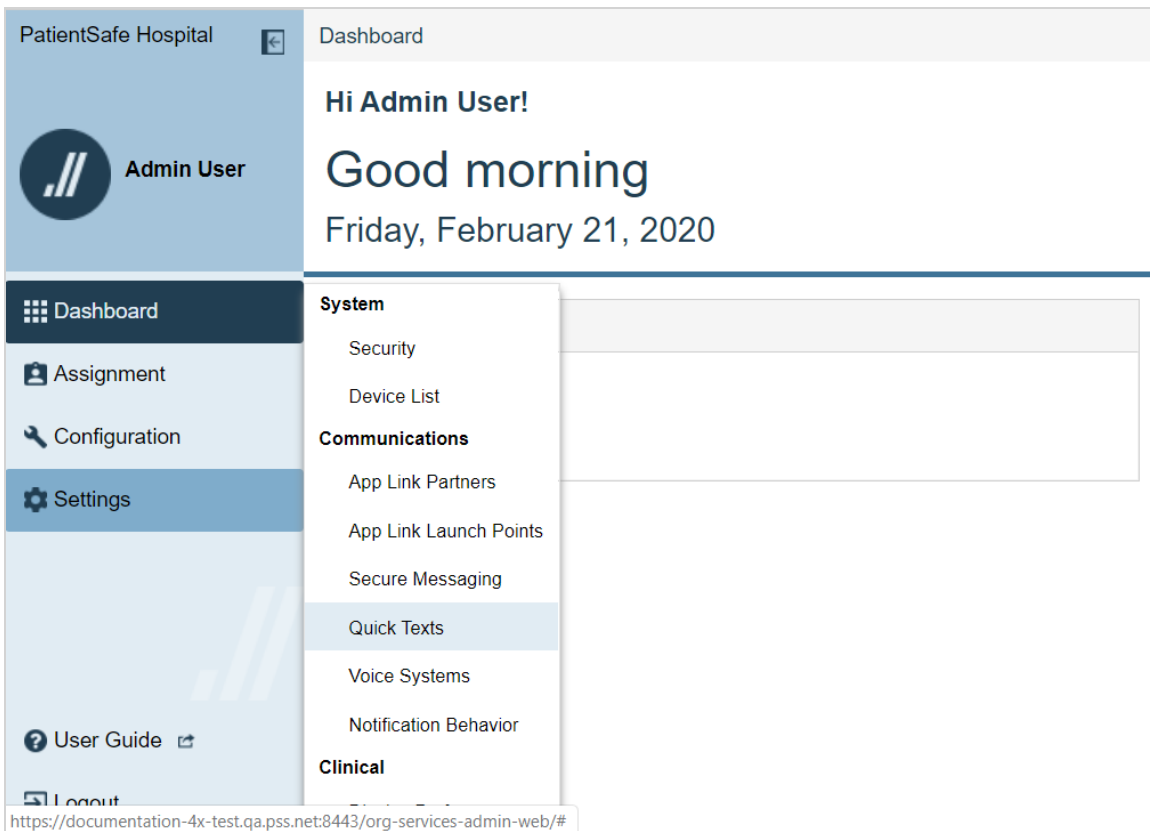 PatientSafe Hospital
Admin User
Dashboard
Hi Admin User!
Good morning
Friday, February 21, 2020
Dashboard
Assignment
Configuration
Settings
System
Security
Device List
Communications
App Link Partners
App Link Launch Points
Secure Messaging
Quick Texts
Voice Systems
Notification Behavior
Clinical
User Guide
Logout
https://documentation-4x-test.qa.pss.net:8443/org-services-admin-web/#